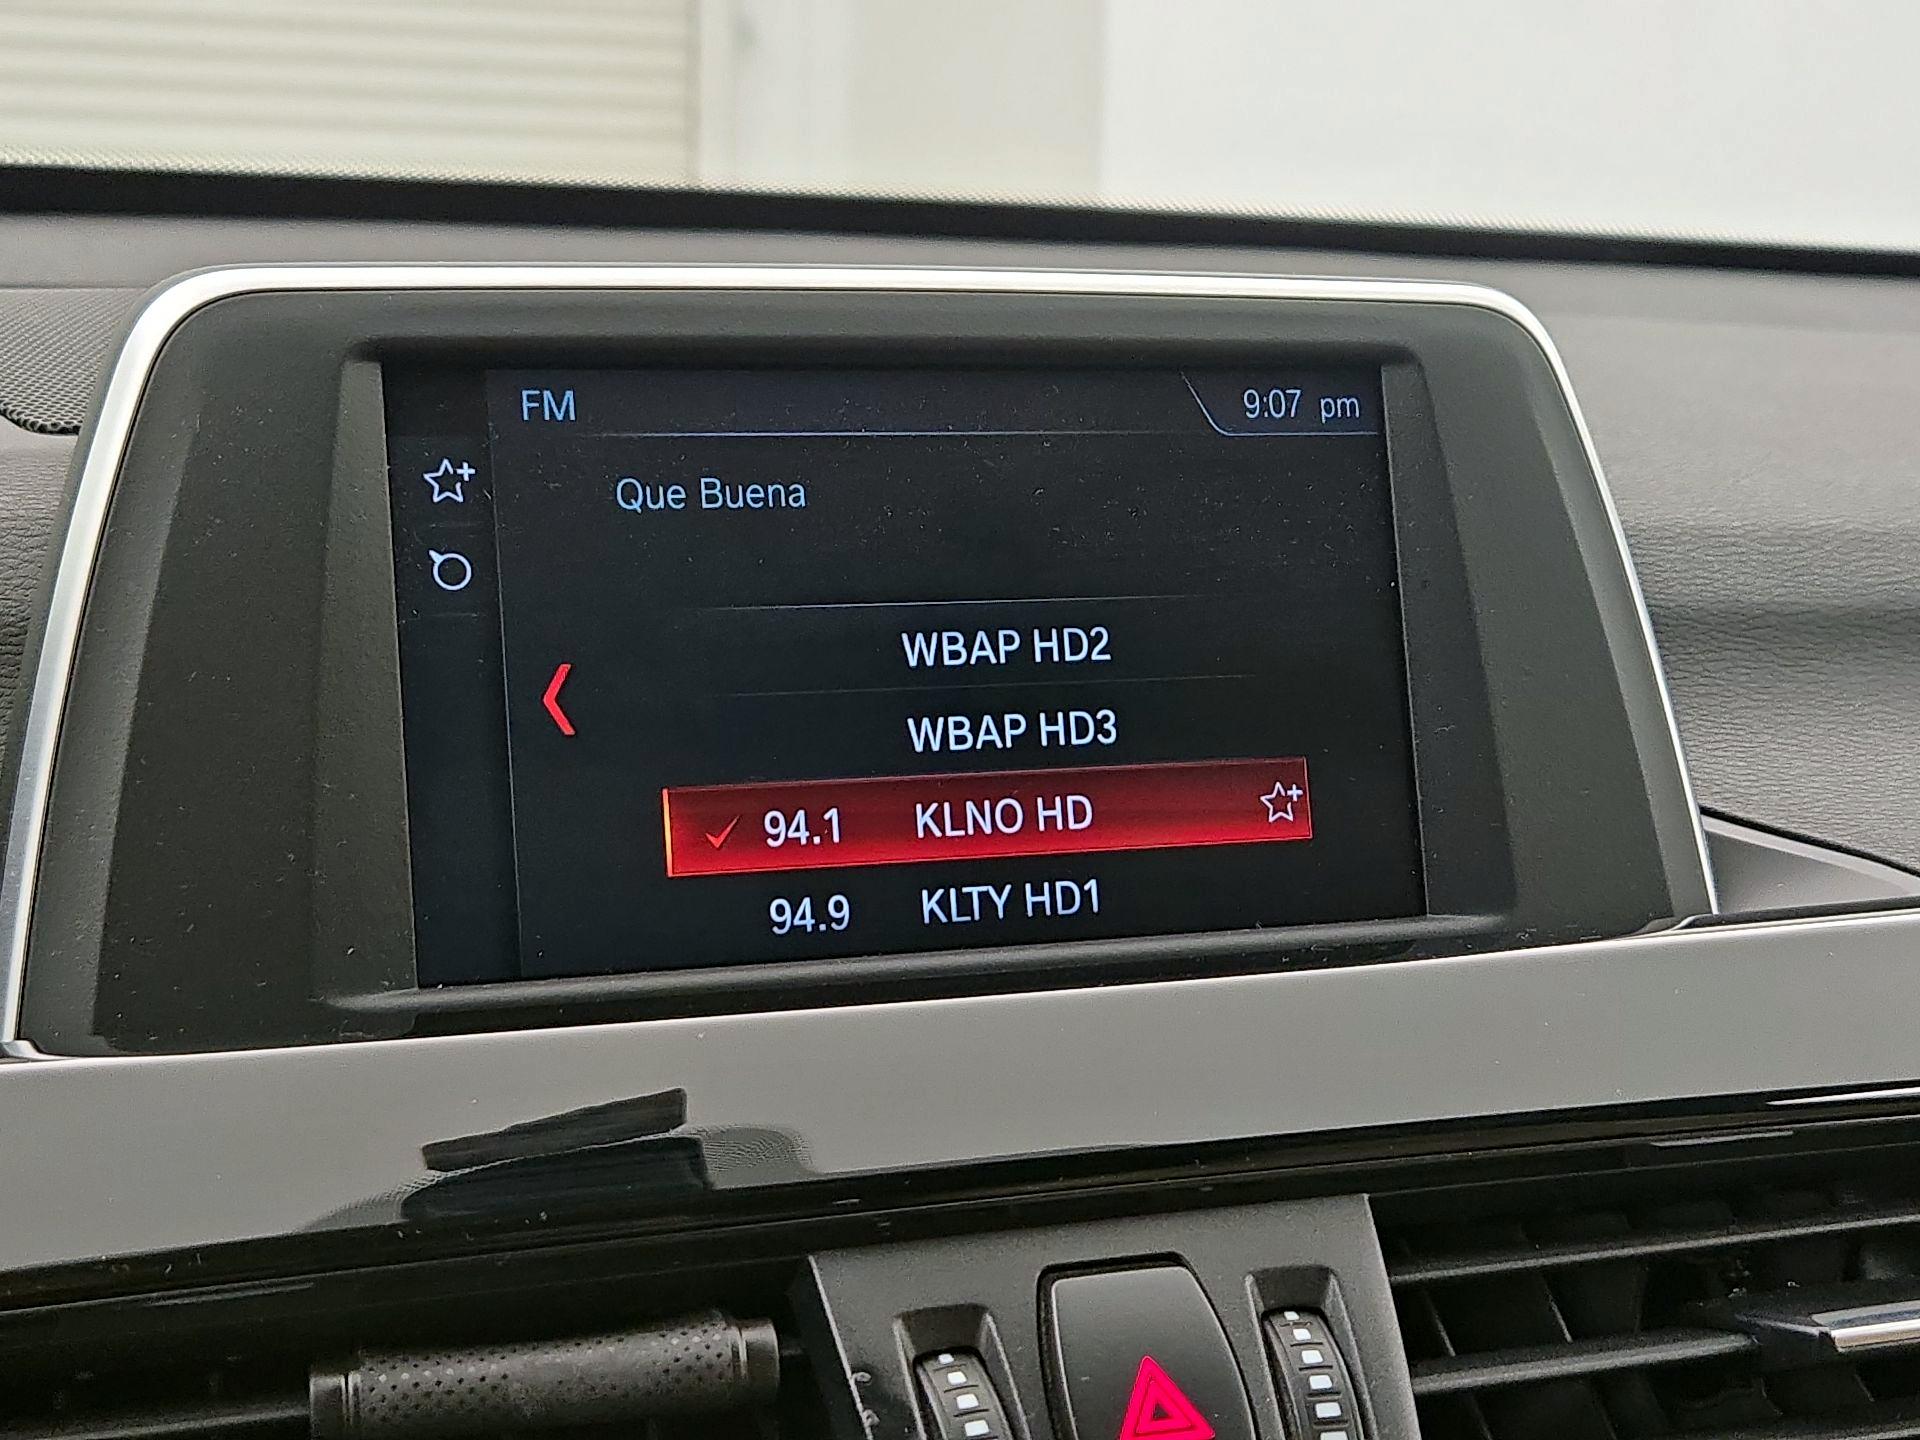 FM
9:07 pm
Que Buena
WBAP HD2
WBAP HD3
94.1 KLNO HD
94.9 KLTY HD1